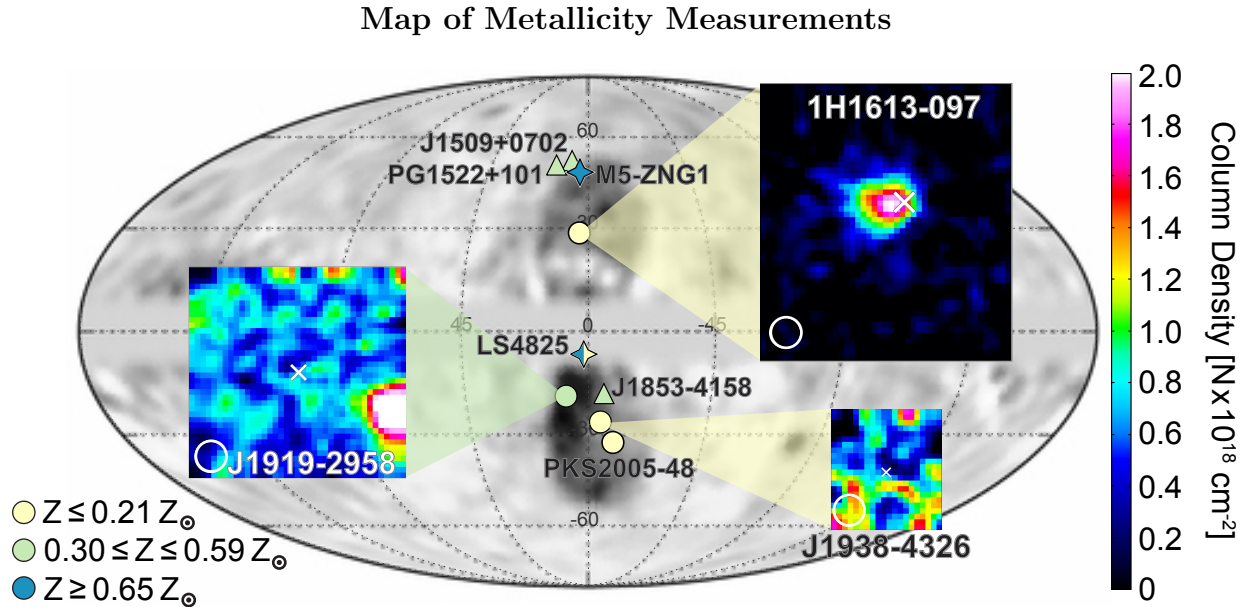 Map of Metallicity Measurements
1H1613-097
2.0
1.8
1.6
1.4
1.2
1.0
0.8
0.6
0.4
0.2
0
Column Density [Nx10¹⁸ cm⁻²]
60
J1509+0702
PG1522+101
M5-ZNG1
30
45
0
-45
LS4825
J1853-4158
-30
PKS2005-48
J1919-2958
-60
J1938-4326
Z ≤ 0.21 Z⊙
0.30 ≤ Z ≤ 0.59 Z⊙
Z ≥ 0.65 Z⊙